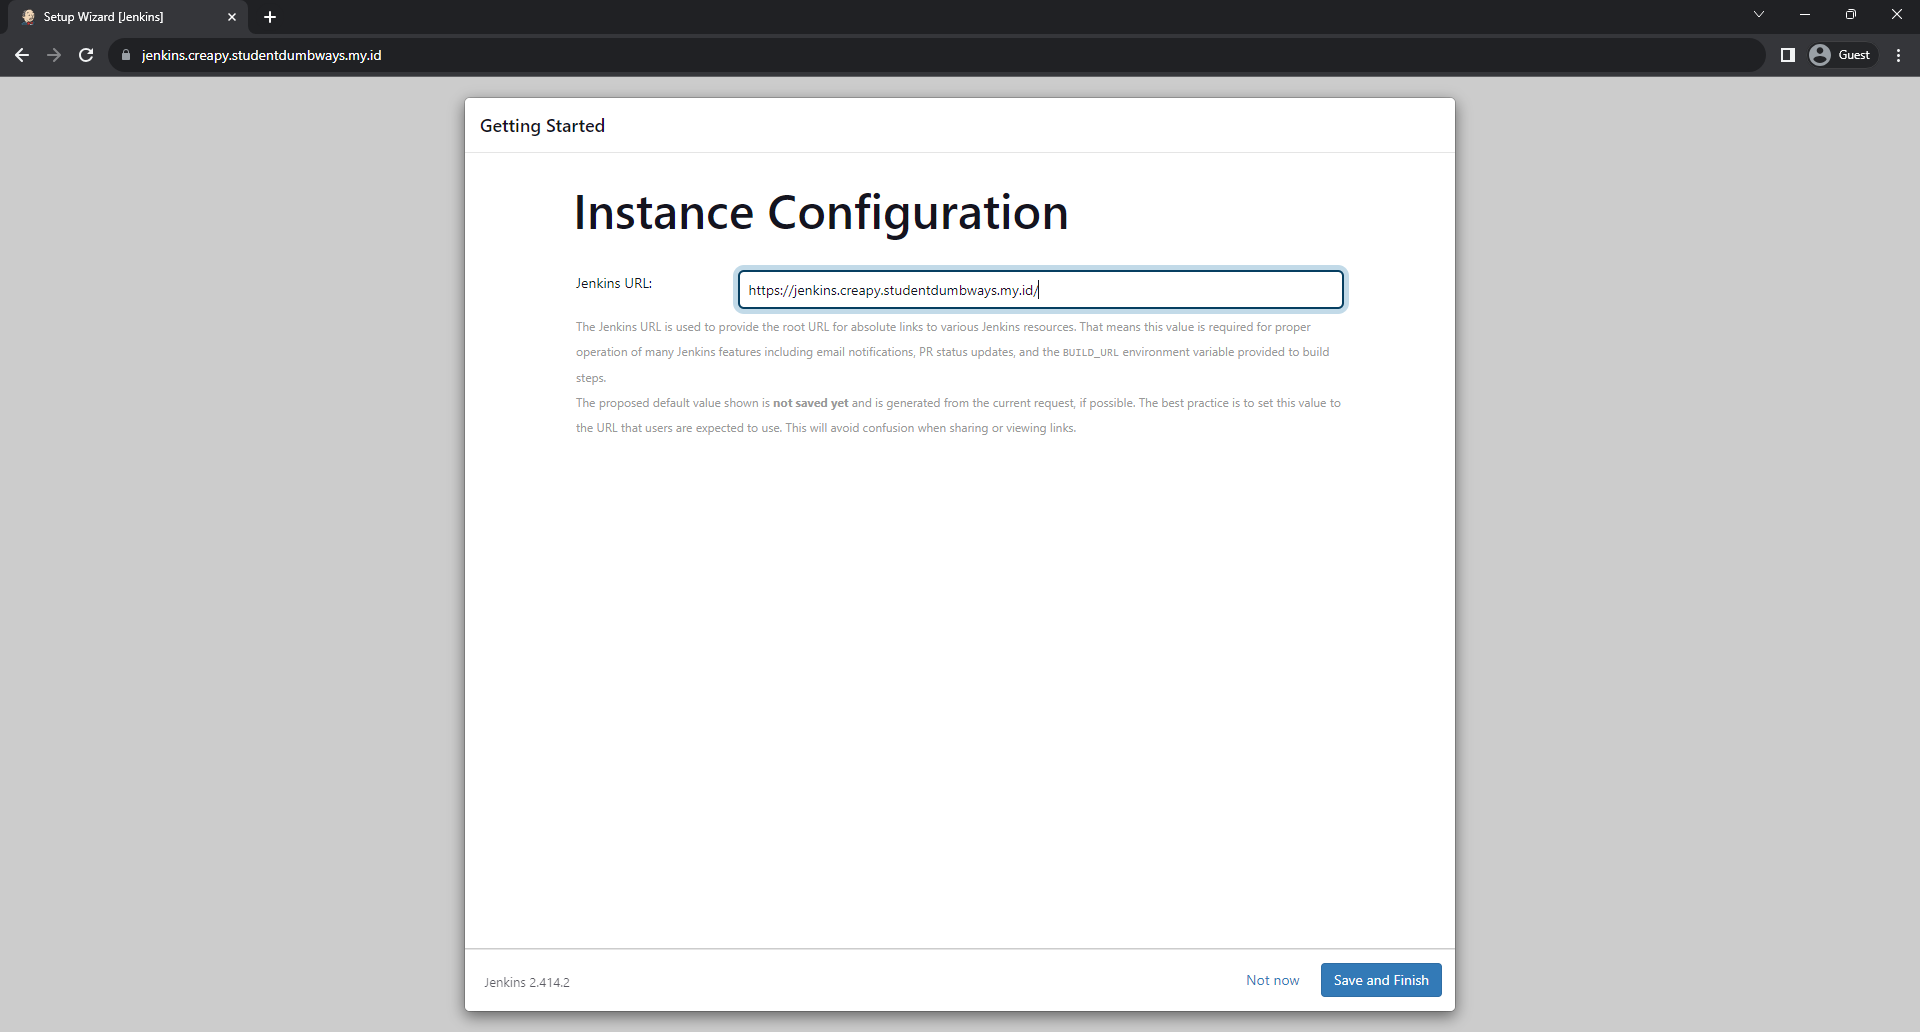 Setup Wizard [Jenkins]
jenkins.creapy.studentdumbways.my.id
Guest
Getting Started
Instance Configuration
Jenkins URL:
https://jenkins.creapy.studentdumbways.my.id/
The Jenkins URL is used to provide the root URL for absolute links to various Jenkins resources. That means this value is required for proper
operation of many Jenkins features including email notifications, PR status updates, and the BUILD_URL environment variable provided to build
steps.
The proposed default value shown is not saved yet and is generated from the current request, if possible. The best practice is to set this value to
the URL that users are expected to use. This will avoid confusion when sharing or viewing links.
Jenkins 2.414.2
Not now
Save and Finish